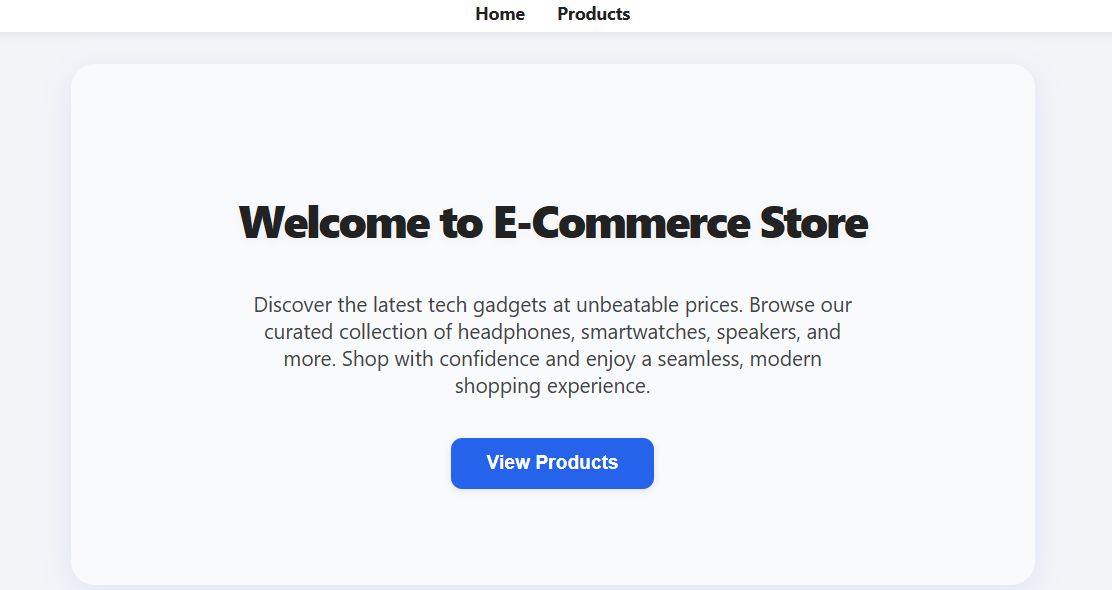 Home Products
Welcome to E-Commerce Store
Discover the latest tech gadgets at unbeatable prices. Browse our
curated collection of headphones, smartwatches, speakers, and
more. Shop with confidence and enjoy a seamless, modern
shopping experience.
View Products